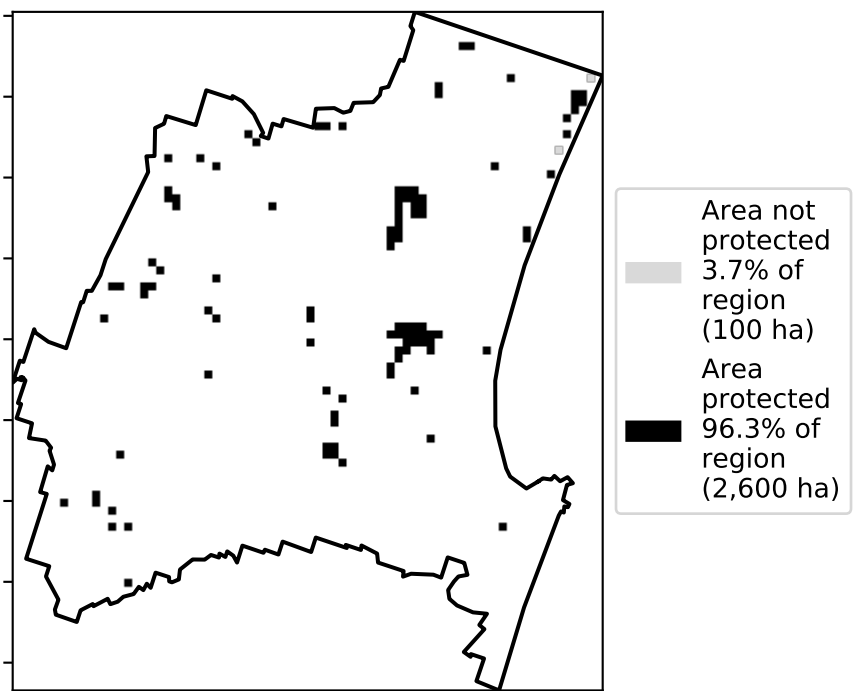 Area not
protected
3.7% of
region
(100 ha)
Area
protected
96.3% of
region
(2,600 ha)